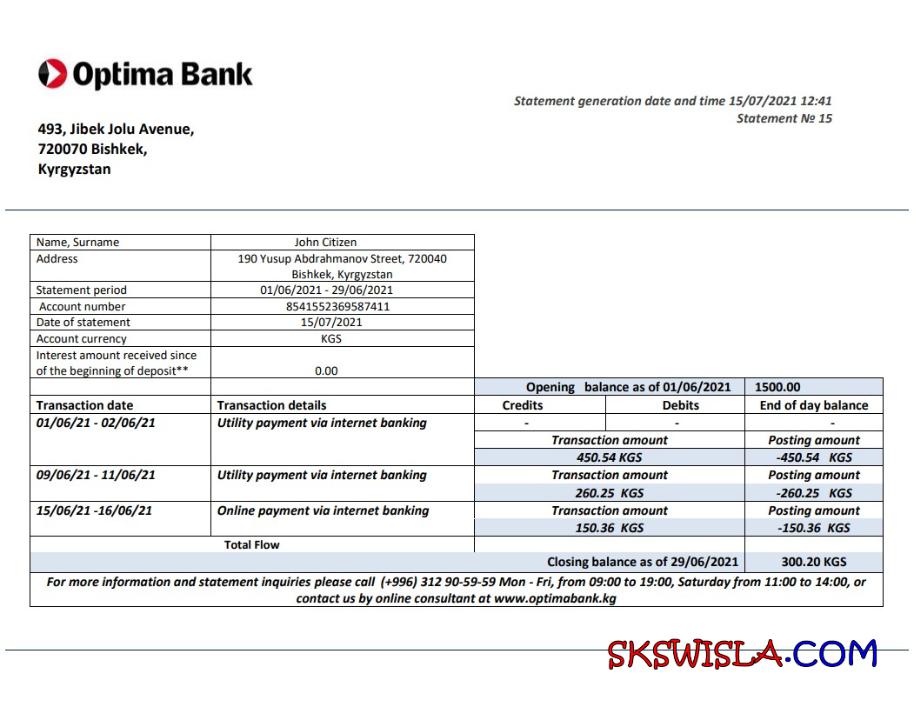 Optima Bank
Statement generation date and time 15/07/2021 12:41
Statement № 15
493, Jibek Jolu Avenue,
720070 Bishkek,
Kyrgyzstan
Name, Surname John Citizen
Address 190 Yusup Abdrahmanov Street, 720040
Bishkek, Kyrgyzstan
Statement period 01/06/2021 - 29/06/2021
Account number 8541552369587411
Date of statement 15/07/2021
Account currency KGS
Interest amount received since
of the beginning of deposit** 0.00
Opening balance as of 01/06/2021 1500.00
Transaction date Transaction details Credits Debits End of day balance
01/06/21 - 02/06/21 Utility payment via internet banking - - -
Transaction amount Posting amount
450.54 KGS -450.54 KGS
09/06/21 - 11/06/21 Utility payment via internet banking Transaction amount Posting amount
260.25 KGS -260.25 KGS
15/06/21 -16/06/21 Online payment via internet banking Transaction amount Posting amount
150.36 KGS -150.36 KGS
Total Flow
Closing balance as of 29/06/2021 300.20 KGS
For more information and statement inquiries please call (+996) 312 90-59-59 Mon - Fri, from 09:00 to 19:00, Saturday from 11:00 to 14:00, or
contact us by online consultant at www.optimabank.kg
SKSWISLA.COM